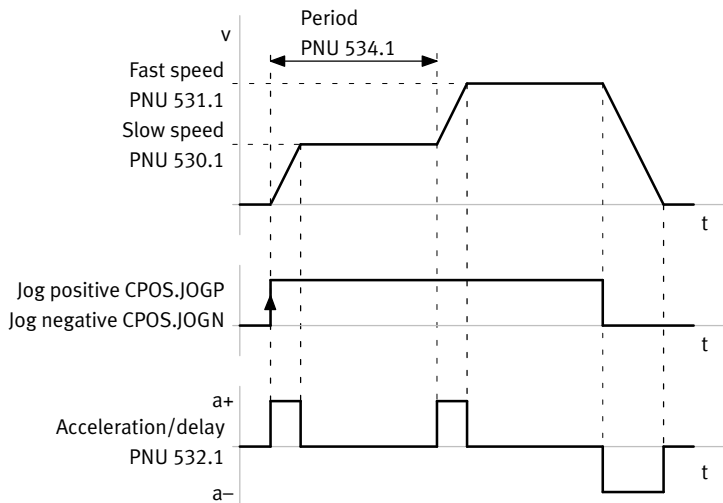 Period
v
PNU 534.1
Fast speed
PNU 531.1
Slow speed
PNU 530.1
t
Jog positive CPOS.JOGP
Jog negative CPOS.JOGN
t
a+
Acceleration/delay
PNU 532.1
t
a–